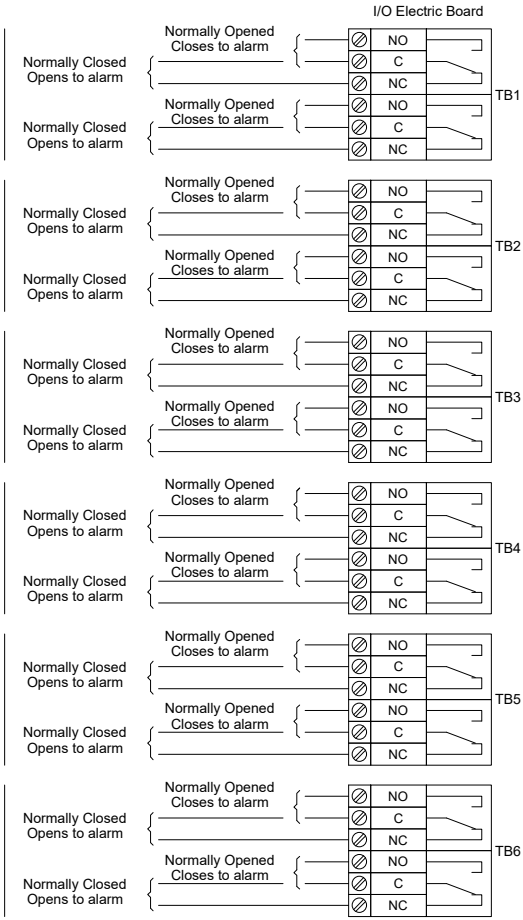 I/O Electric Board
Normally Opened
Closes to alarm
NO
Normally Closed
Opens to alarm
C
NC
TB1
Normally Opened
Closes to alarm
NO
Normally Closed
Opens to alarm
C
NC
Normally Opened
Closes to alarm
NO
Normally Closed
Opens to alarm
C
NC
TB2
Normally Opened
Closes to alarm
NO
Normally Closed
Opens to alarm
C
NC
Normally Opened
Closes to alarm
NO
Normally Closed
Opens to alarm
C
NC
TB3
Normally Opened
Closes to alarm
NO
Normally Closed
Opens to alarm
C
NC
Normally Opened
Closes to alarm
NO
Normally Closed
Opens to alarm
C
NC
TB4
Normally Opened
Closes to alarm
NO
Normally Closed
Opens to alarm
C
NC
Normally Opened
Closes to alarm
NO
Normally Closed
Opens to alarm
C
NC
TB5
Normally Opened
Closes to alarm
NO
Normally Closed
Opens to alarm
C
NC
Normally Opened
Closes to alarm
NO
Normally Closed
Opens to alarm
C
NC
TB6
Normally Opened
Closes to alarm
NO
Normally Closed
Opens to alarm
C
NC